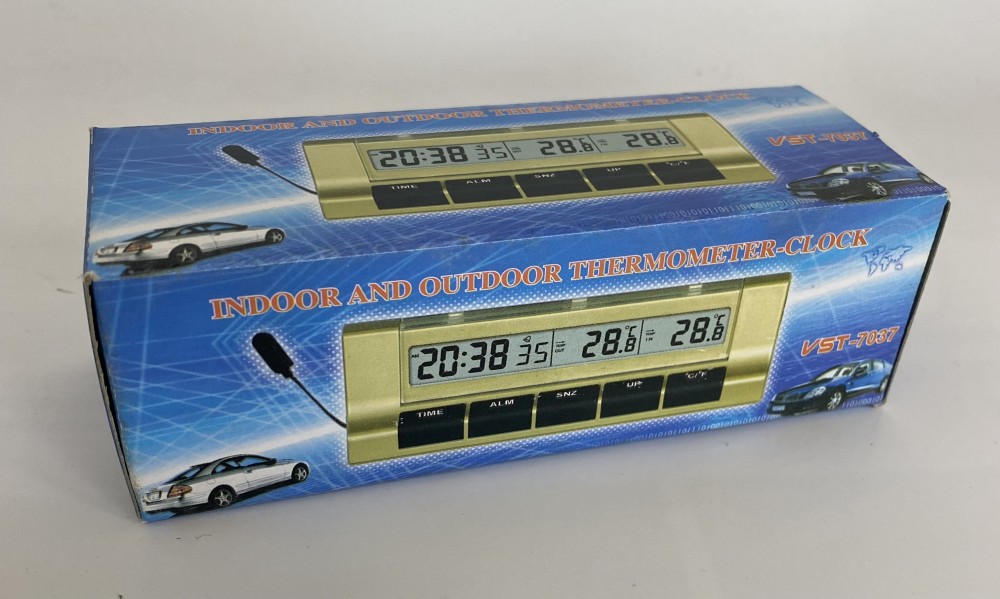 INDOOR AND OUTDOOR THERMOMETER-CLOCK
VST-7037
20:38 35 28.8 28.8°C
TIME ALM SNZ UP °C/°F
INDOOR AND OUTDOOR THERMOMETER-CLOCK
VST-7037
20:38 35 28.8°C 28.8°C
TIME ALM SNZ UP °C/°F